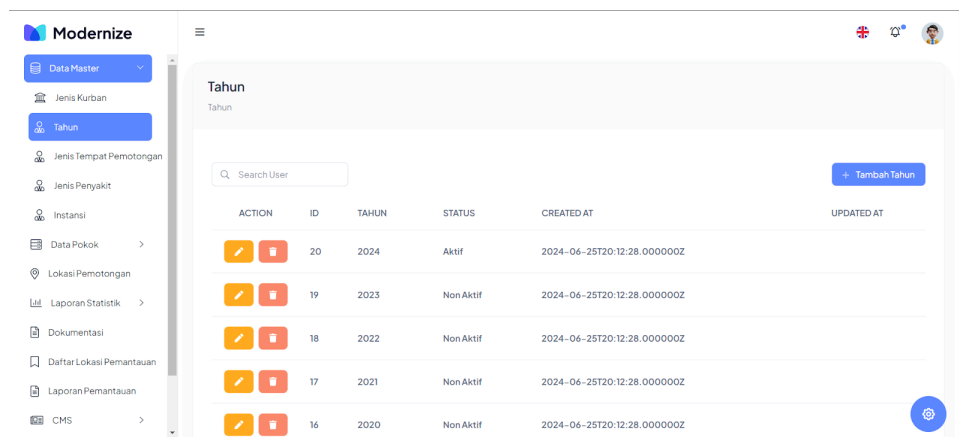 Modernize
Data Master
Jenis Kurban
Tahun
Jenis Tempat Pemotongan
Jenis Penyakit
Instansi
Data Pokok
Lokasi Pemotongan
Laporan Statistik
Dokumentasi
Daftar Lokasi Pemantauan
Laporan Pemantauan
CMS
Tahun
Tahun
Search User
+ Tambah Tahun
ACTION ID TAHUN STATUS CREATED AT UPDATED AT
20 2024 Aktif 2024-06-25T20:12:28.000000Z
19 2023 Non Aktif 2024-06-25T20:12:28.000000Z
18 2022 Non Aktif 2024-06-25T20:12:28.000000Z
17 2021 Non Aktif 2024-06-25T20:12:28.000000Z
16 2020 Non Aktif 2024-06-25T20:12:28.000000Z